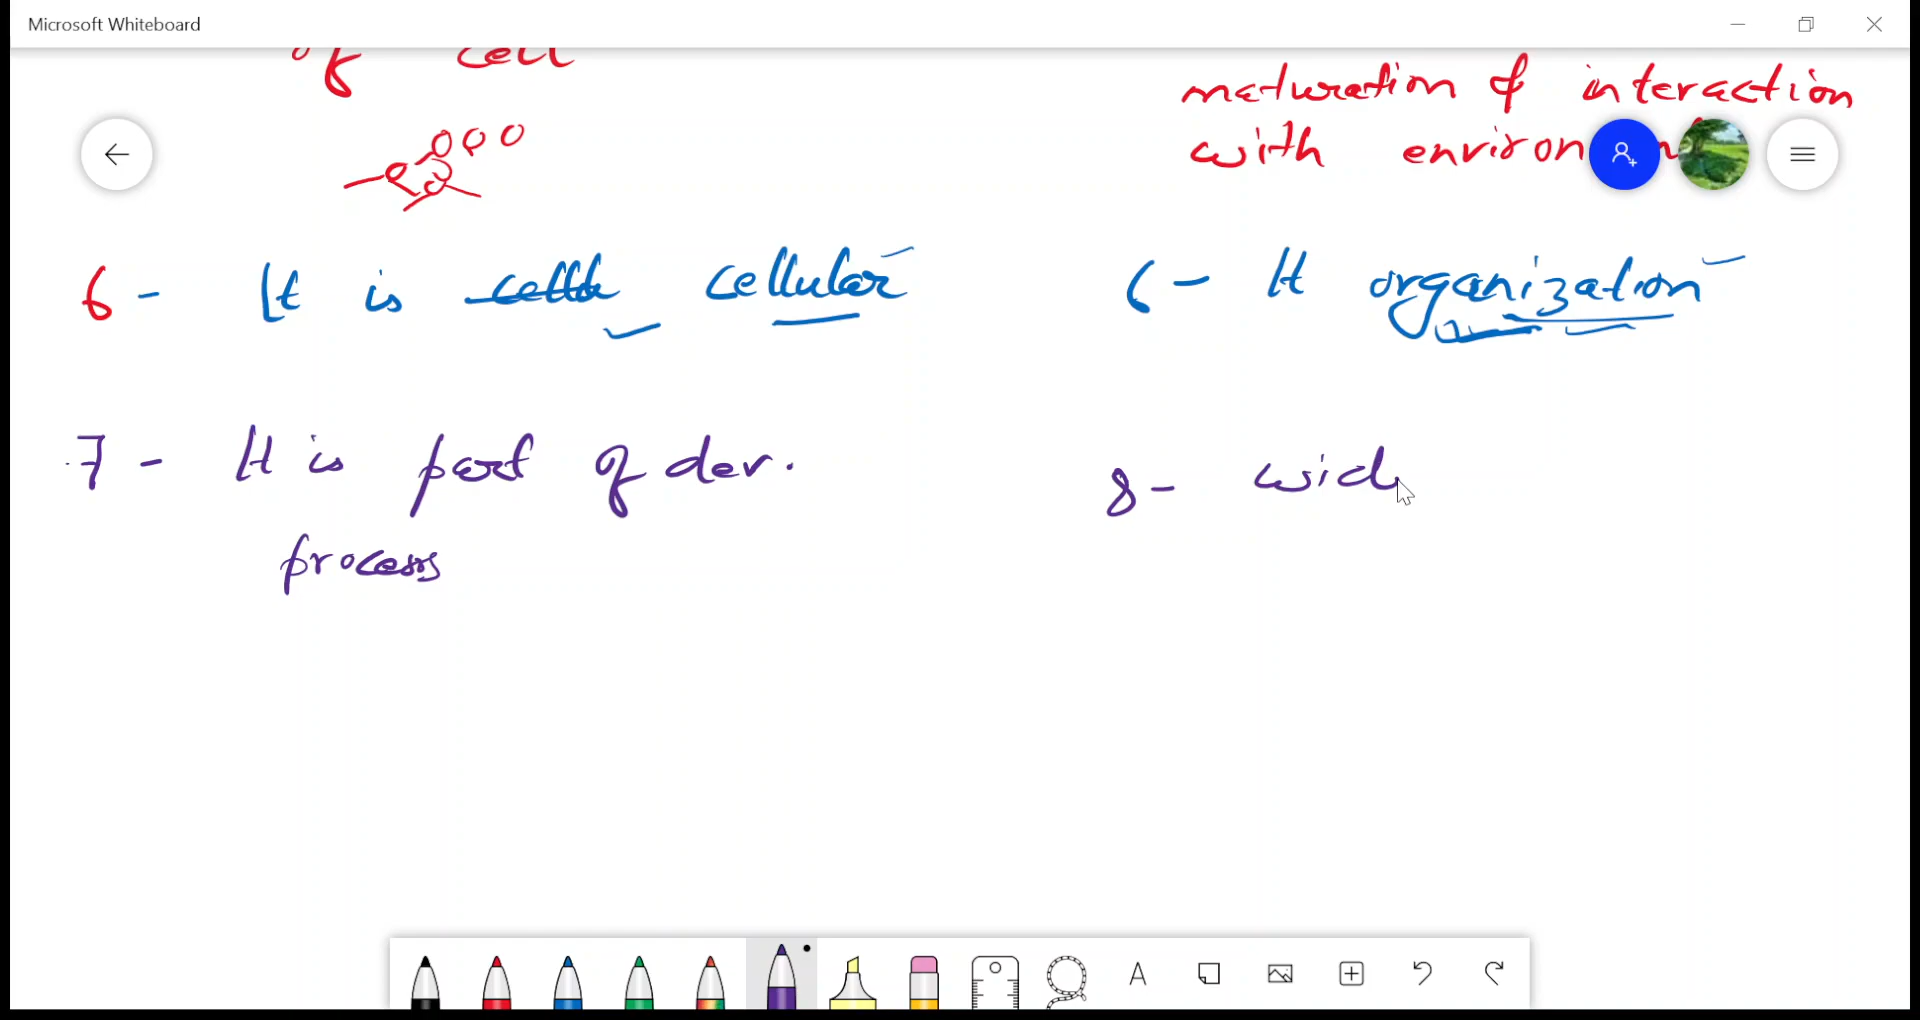 Microsoft Whiteboard
of cell
maturation & interaction
with environ
6 - It is cellular
6 - It organization
7 - It is part of dev.
process
8 - wid